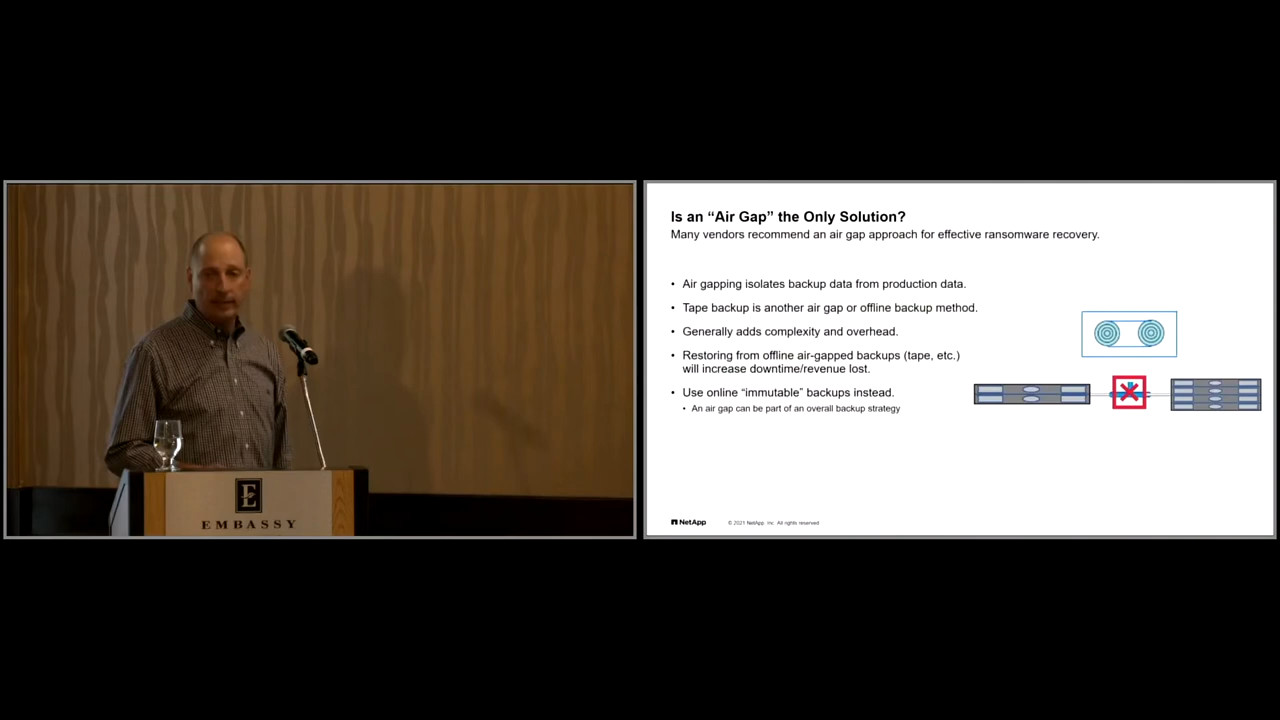 E
EMBASSY
Is an “Air Gap” the Only Solution?
Many vendors recommend an air gap approach for effective ransomware recovery.
• Air gapping isolates backup data from production data.
• Tape backup is another air gap or offline backup method.
• Generally adds complexity and overhead.
• Restoring from offline air-gapped backups (tape, etc.)
will increase downtime/revenue lost.
• Use online “immutable” backups instead.
• An air gap can be part of an overall backup strategy
NetApp
© 2021 NetApp, Inc. All rights reserved